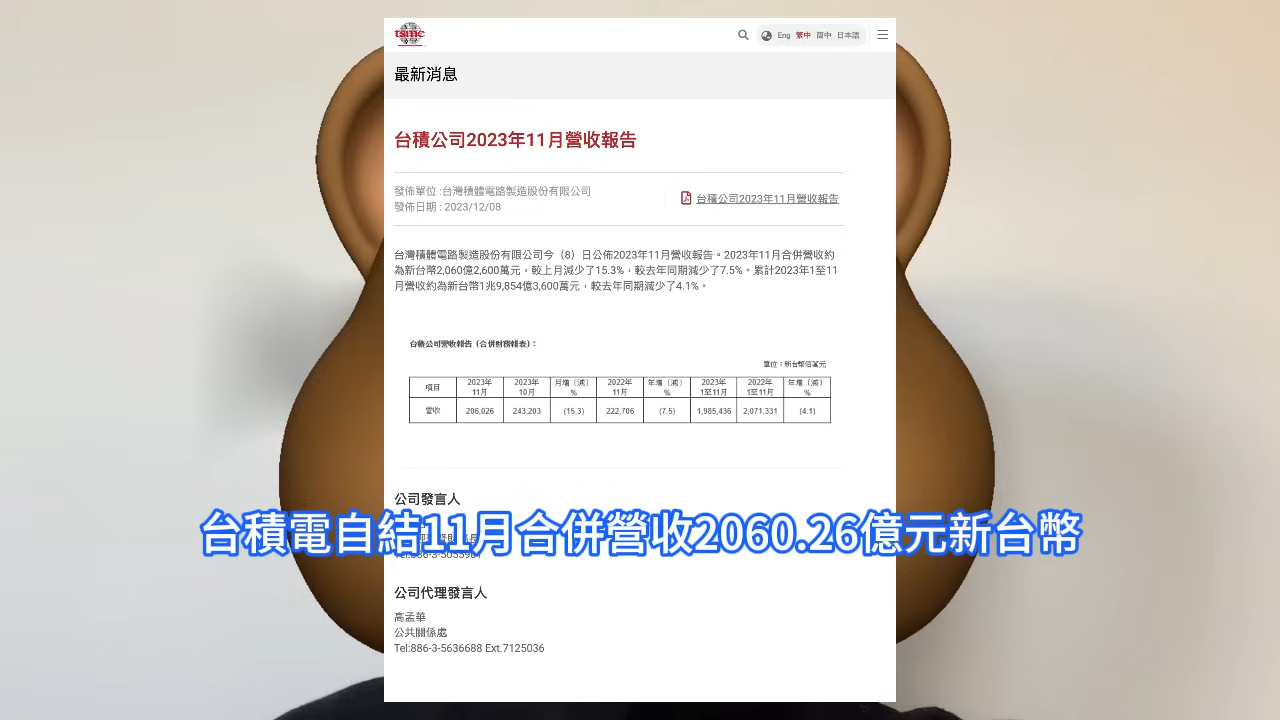 tsmc
Eng 繁中 简中 日本語
最新消息
台積公司2023年11月營收報告
發佈單位 :台灣積體電路製造股份有限公司
發佈日期 : 2023/12/08
台積公司2023年11月營收報告
台灣積體電路製造股份有限公司今（8）日公佈2023年11月營收報告。2023年11月合併營收約
為新台幣2,060億2,600萬元，較上月減少了15.3%，較去年同期減少了7.5%。累計2023年1至11
月營收約為新台幣1兆9,854億3,600萬元，較去年同期減少了4.1%。
台積公司營收報告（合併財務報表）：
單位：新台幣佰萬元
項目 2023年11月 2023年10月 月增（減）% 2022年11月 年增（減）% 2023年1至11月 2022年1至11月 年增（減）%
營收 206,026 243,203 (15.3) 222,706 (7.5) 1,985,436 2,071,331 (4.1)
公司發言人
台積電自結11月合併營收2060.26億元新台幣
Tel:886-3-5055901
公司代理發言人
高孟華
公共關係處
Tel:886-3-5636688 Ext.7125036